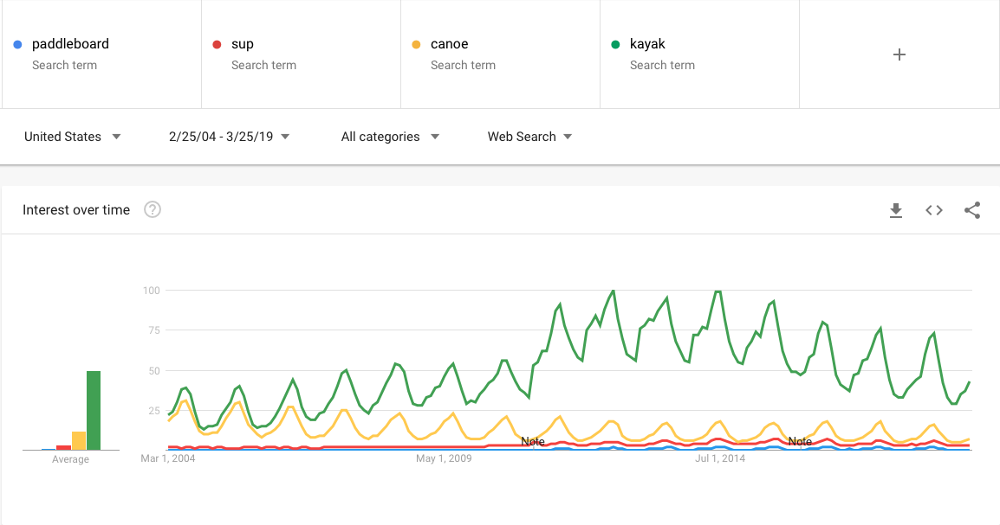 paddleboard
Search term
sup
Search term
canoe
Search term
kayak
Search term
+
United States
2/25/04 - 3/25/19
All categories
Web Search
Interest over time
?
100
75
50
25
Note
Note
Average
Mar 1, 2004
May 1, 2009
Jul 1, 2014